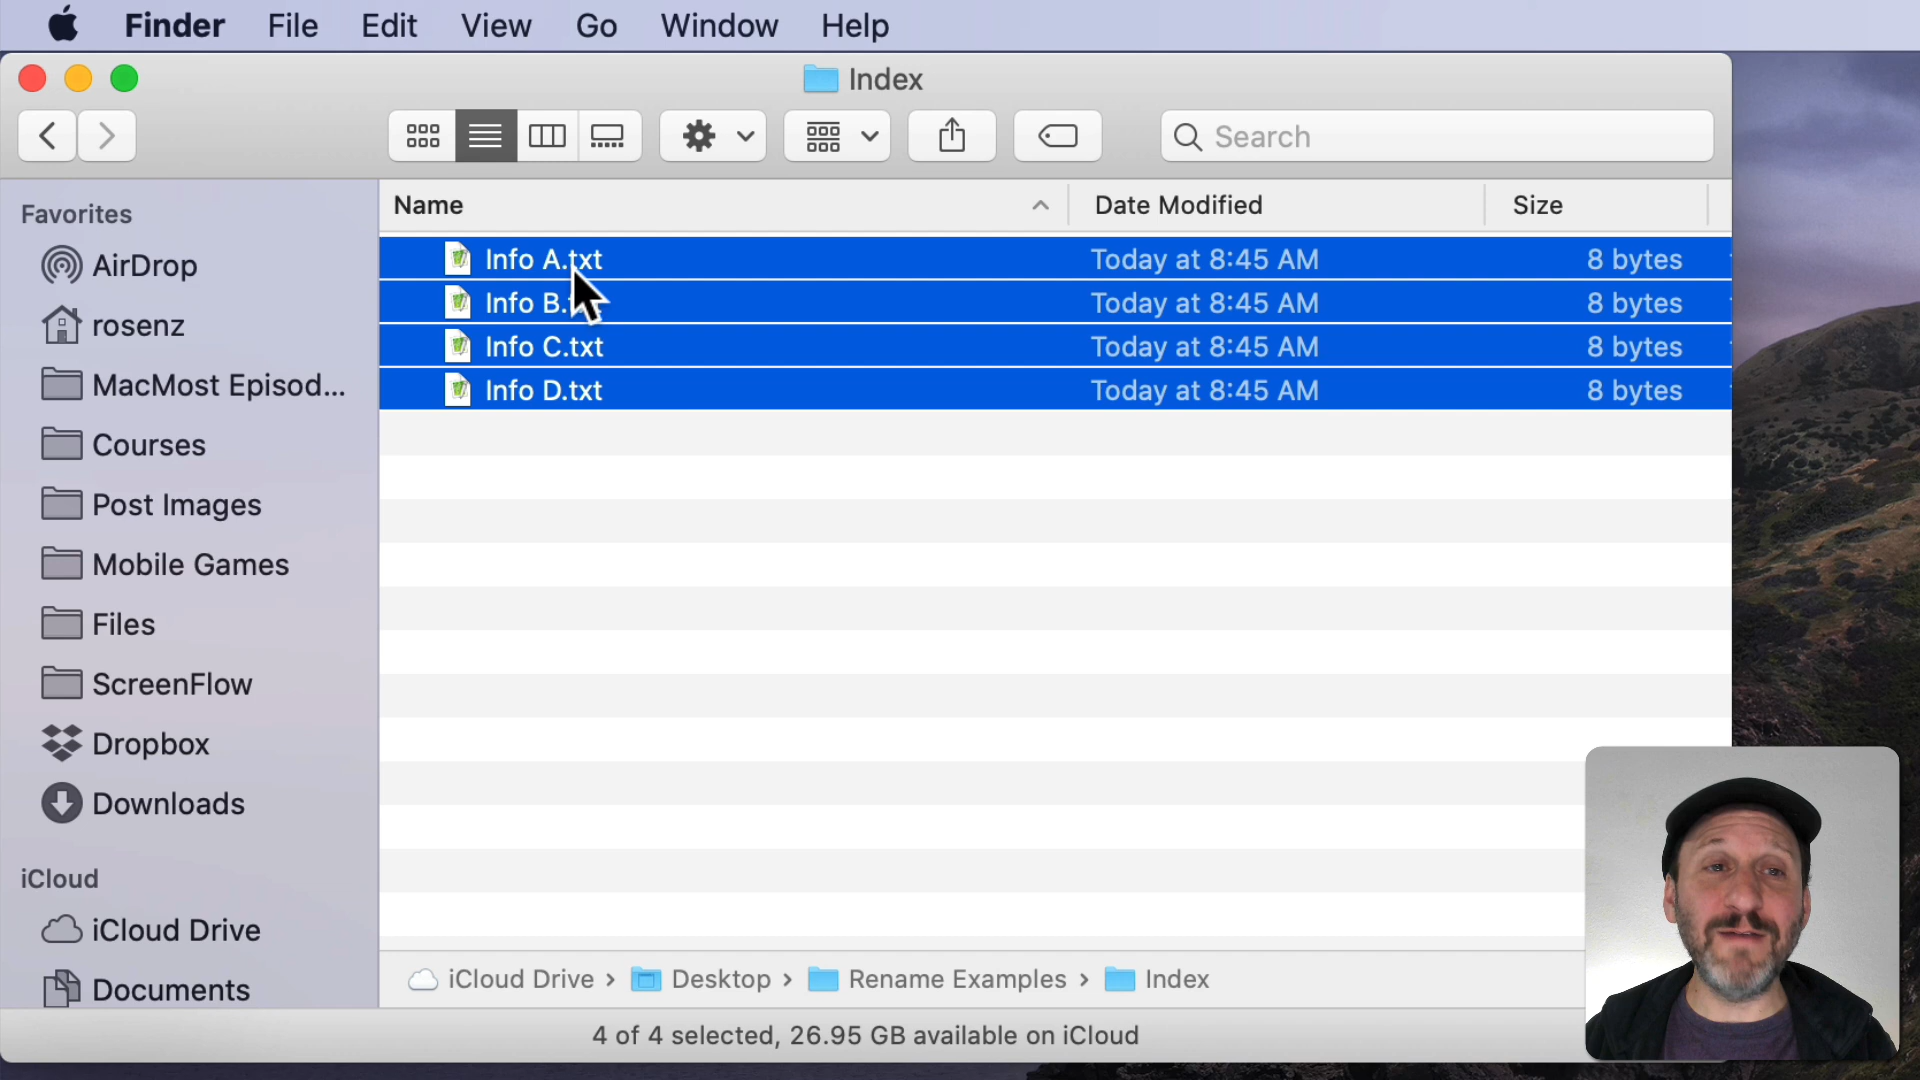 Finder File Edit View Go Window Help
Index
Search
Name Date Modified Size
Favorites
AirDrop
rosenz
MacMost Episod...
Courses
Post Images
Mobile Games
Files
ScreenFlow
Dropbox
Downloads
iCloud
iCloud Drive
Documents
Info A.txt Today at 8:45 AM 8 bytes
Info B.t Today at 8:45 AM 8 bytes
Info C.txt Today at 8:45 AM 8 bytes
Info D.txt Today at 8:45 AM 8 bytes
iCloud Drive › Desktop › Rename Examples › Index
4 of 4 selected, 26.95 GB available on iCloud